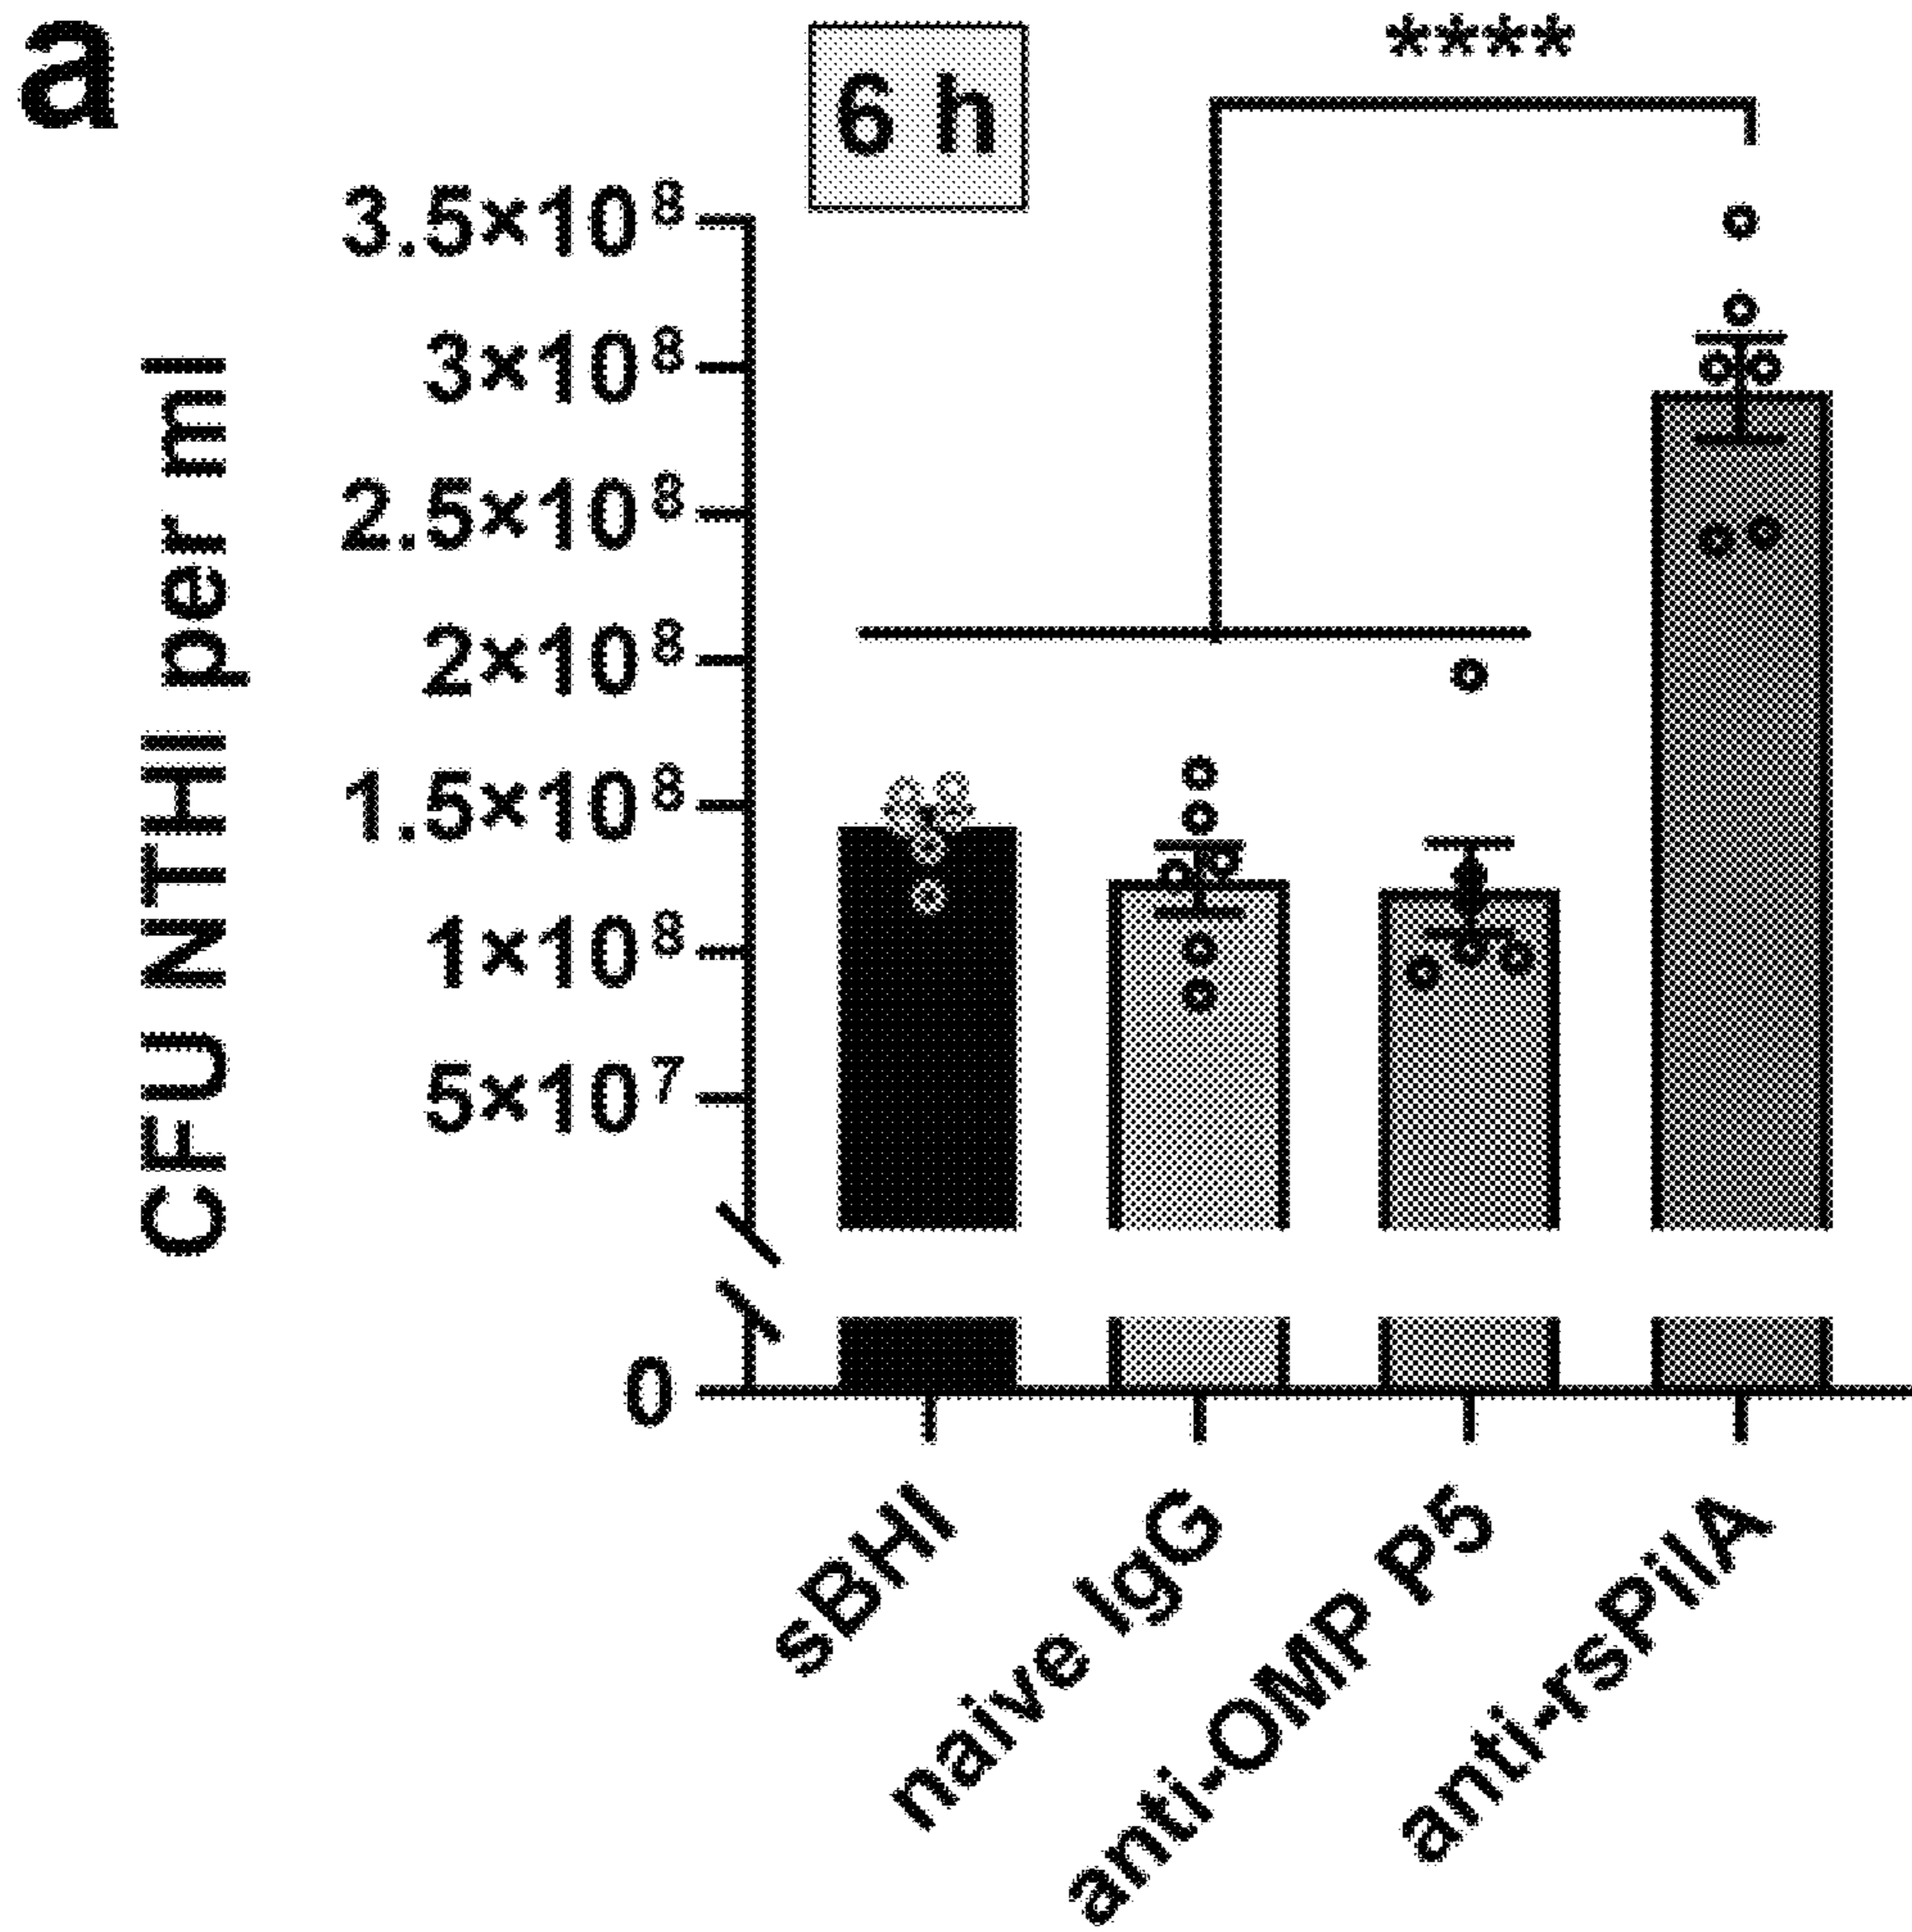 a
6 h
****
3.5×10⁸
3×10⁸
2.5×10⁸
2×10⁸
1.5×10⁸
1×10⁸
5×10⁷
0
CFU NTHI per ml
sBHI
naive IgG
anti-OMP P5
anti-rsPilA